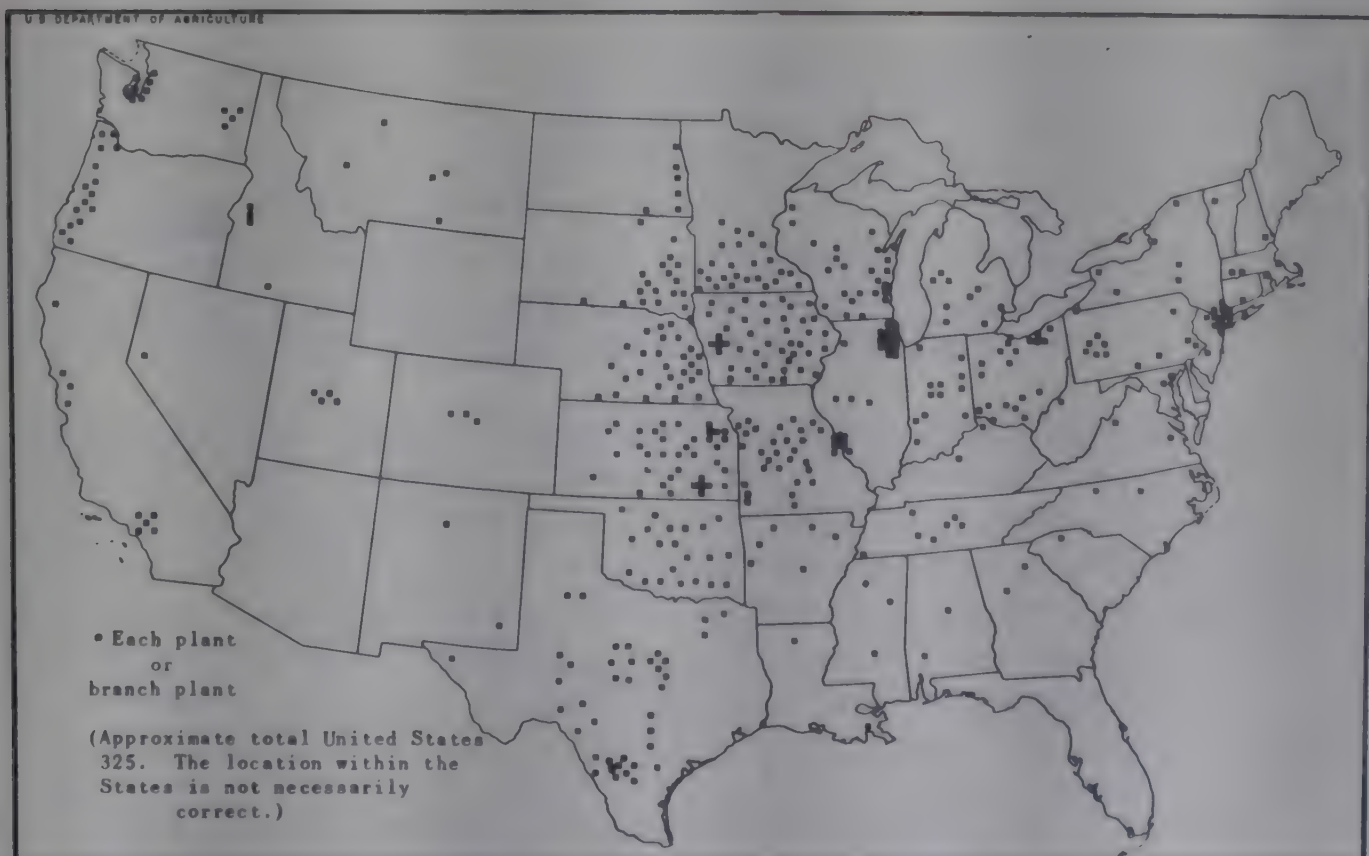 U S DEPARTMENT OF AGRICULTURE
• Each plant
or
branch plant
(Approximate total United States
325. The location within the
States is not necessarily
correct.)